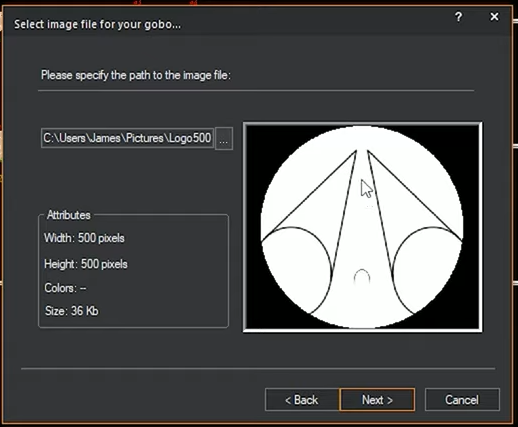 Select image file for your gobo...
?
Please specify the path to the image file:
C:\Users\James\Pictures\Logo500
...
Attributes
Width: 500 pixels
Height: 500 pixels
Colors: --
Size: 36 Kb
< Back
Next >
Cancel